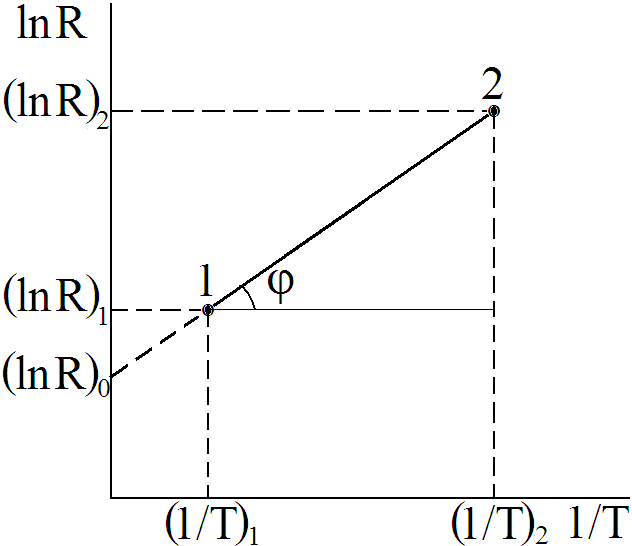 lnR
(lnR)₂
2
(lnR)₁
1
φ
(lnR)₀
(1/T)₁
(1/T)₂
1/T